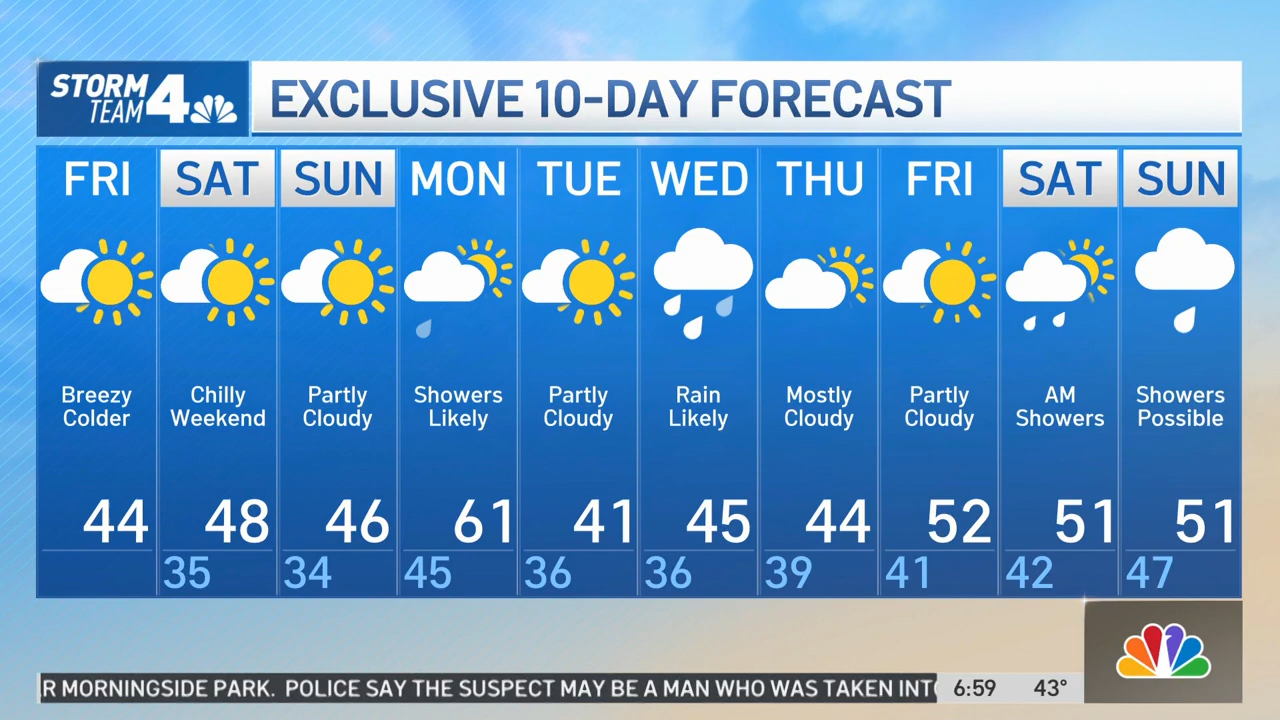 STORM TEAM 4
EXCLUSIVE 10-DAY FORECAST
FRI SAT SUN MON TUE WED THU FRI SAT SUN
Breezy Colder
Chilly Weekend
Partly Cloudy
Showers Likely
Partly Cloudy
Rain Likely
Mostly Cloudy
Partly Cloudy
AM Showers
Showers Possible
44 48 46 61 41 45 44 52 51 51
35 34 45 36 36 39 41 42 47
R MORNINGSIDE PARK. POLICE SAY THE SUSPECT MAY BE A MAN WHO WAS TAKEN INT
6:59 43°